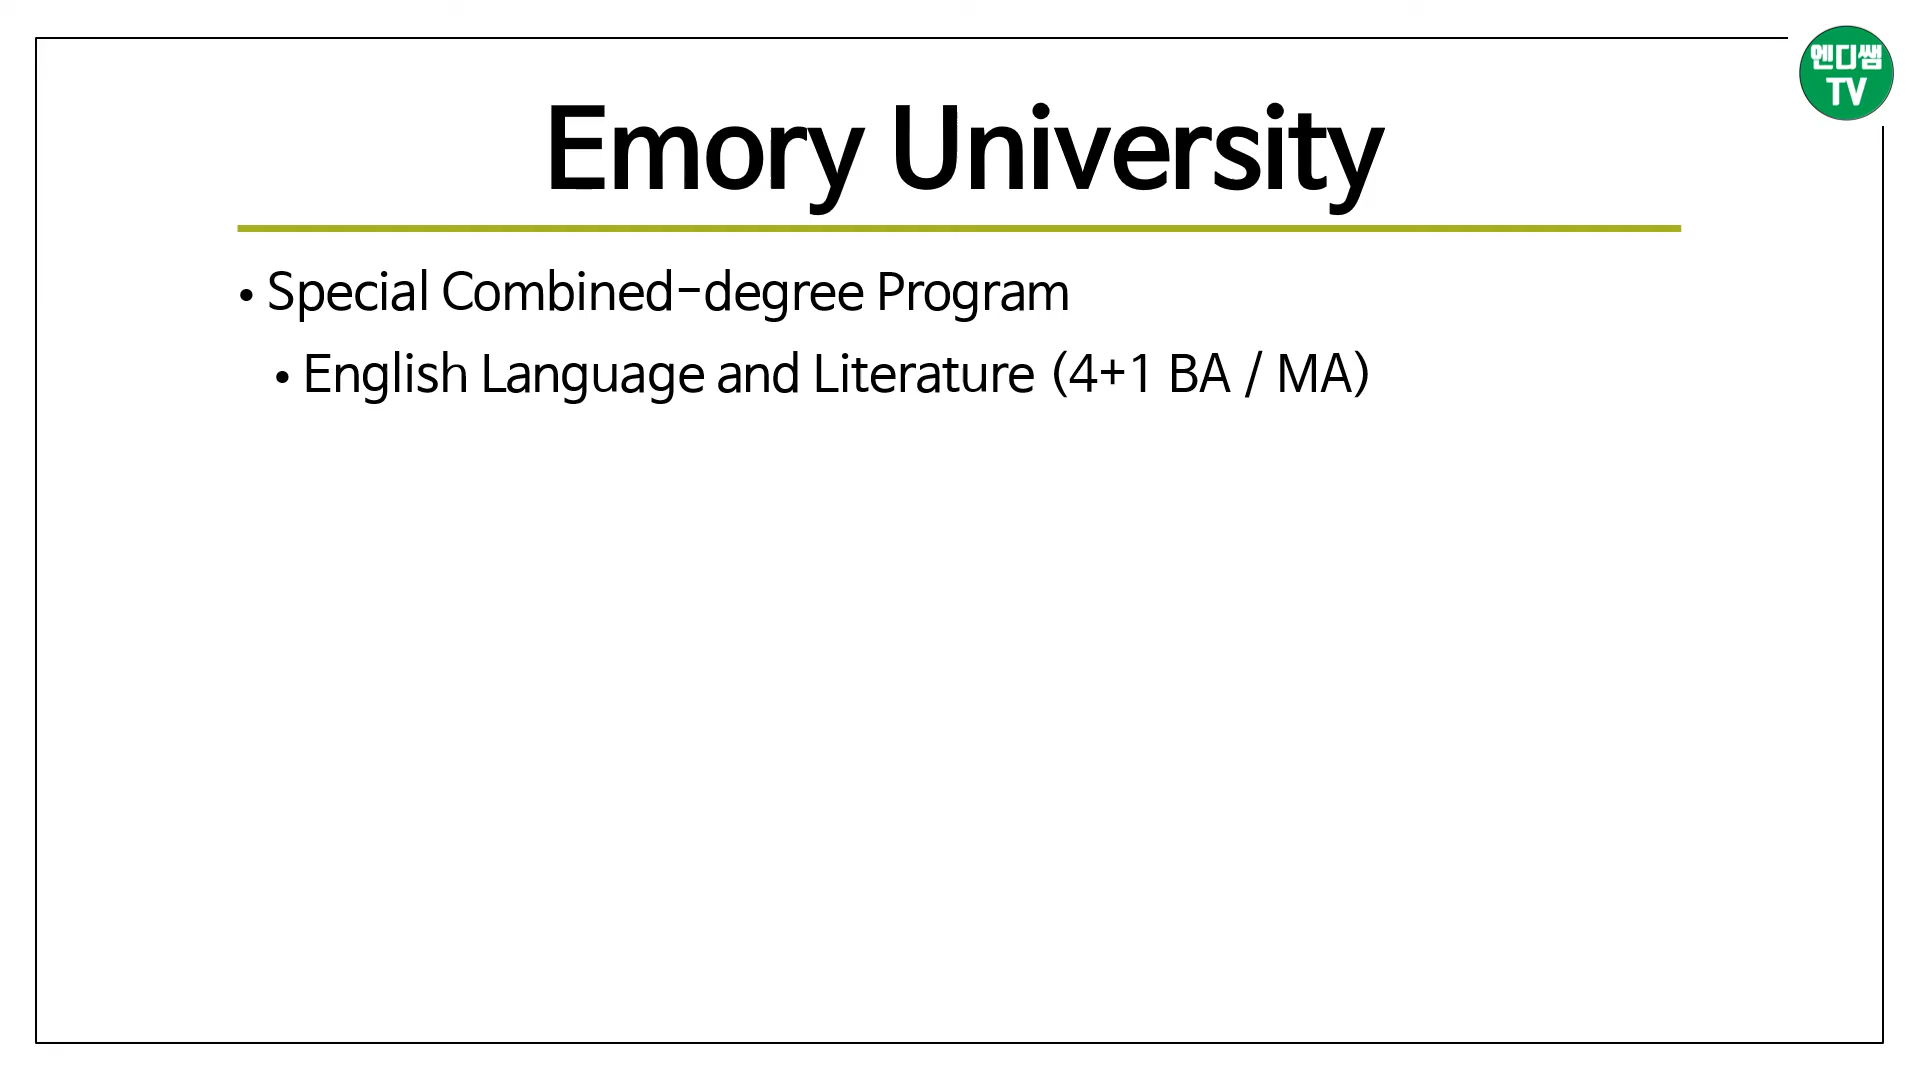 엔디쌤
TV
Emory University
• Special Combined-degree Program
• English Language and Literature (4+1 BA / MA)